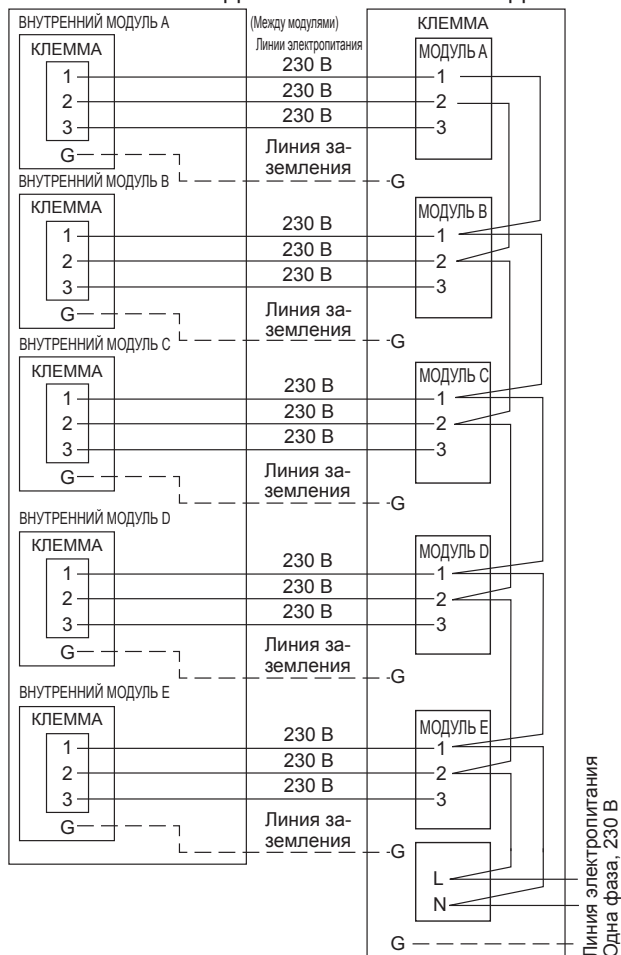 ВНУТРЕННИЙ МОДУЛЬ A
(Между модулями)
Линии электропитания
КЛЕММА
КЛЕММА
МОДУЛЬ A
1 230 В 1
2 230 В 2
3 230 В 3
G
Линия за-
земления
G
ВНУТРЕННИЙ МОДУЛЬ B
КЛЕММА
МОДУЛЬ B
1 230 В 1
2 230 В 2
3 230 В 3
G
Линия за-
земления
G
ВНУТРЕННИЙ МОДУЛЬ C
КЛЕММА
МОДУЛЬ C
1 230 В 1
2 230 В 2
3 230 В 3
G
Линия за-
земления
G
ВНУТРЕННИЙ МОДУЛЬ D
КЛЕММА
МОДУЛЬ D
1 230 В 1
2 230 В 2
3 230 В 3
G
Линия за-
земления
G
ВНУТРЕННИЙ МОДУЛЬ E
КЛЕММА
МОДУЛЬ E
1 230 В 1
2 230 В 2
3 230 В 3
G
Линия за-
земления
G
L
N
G
Линия электропитания
Одна фаза, 230 В